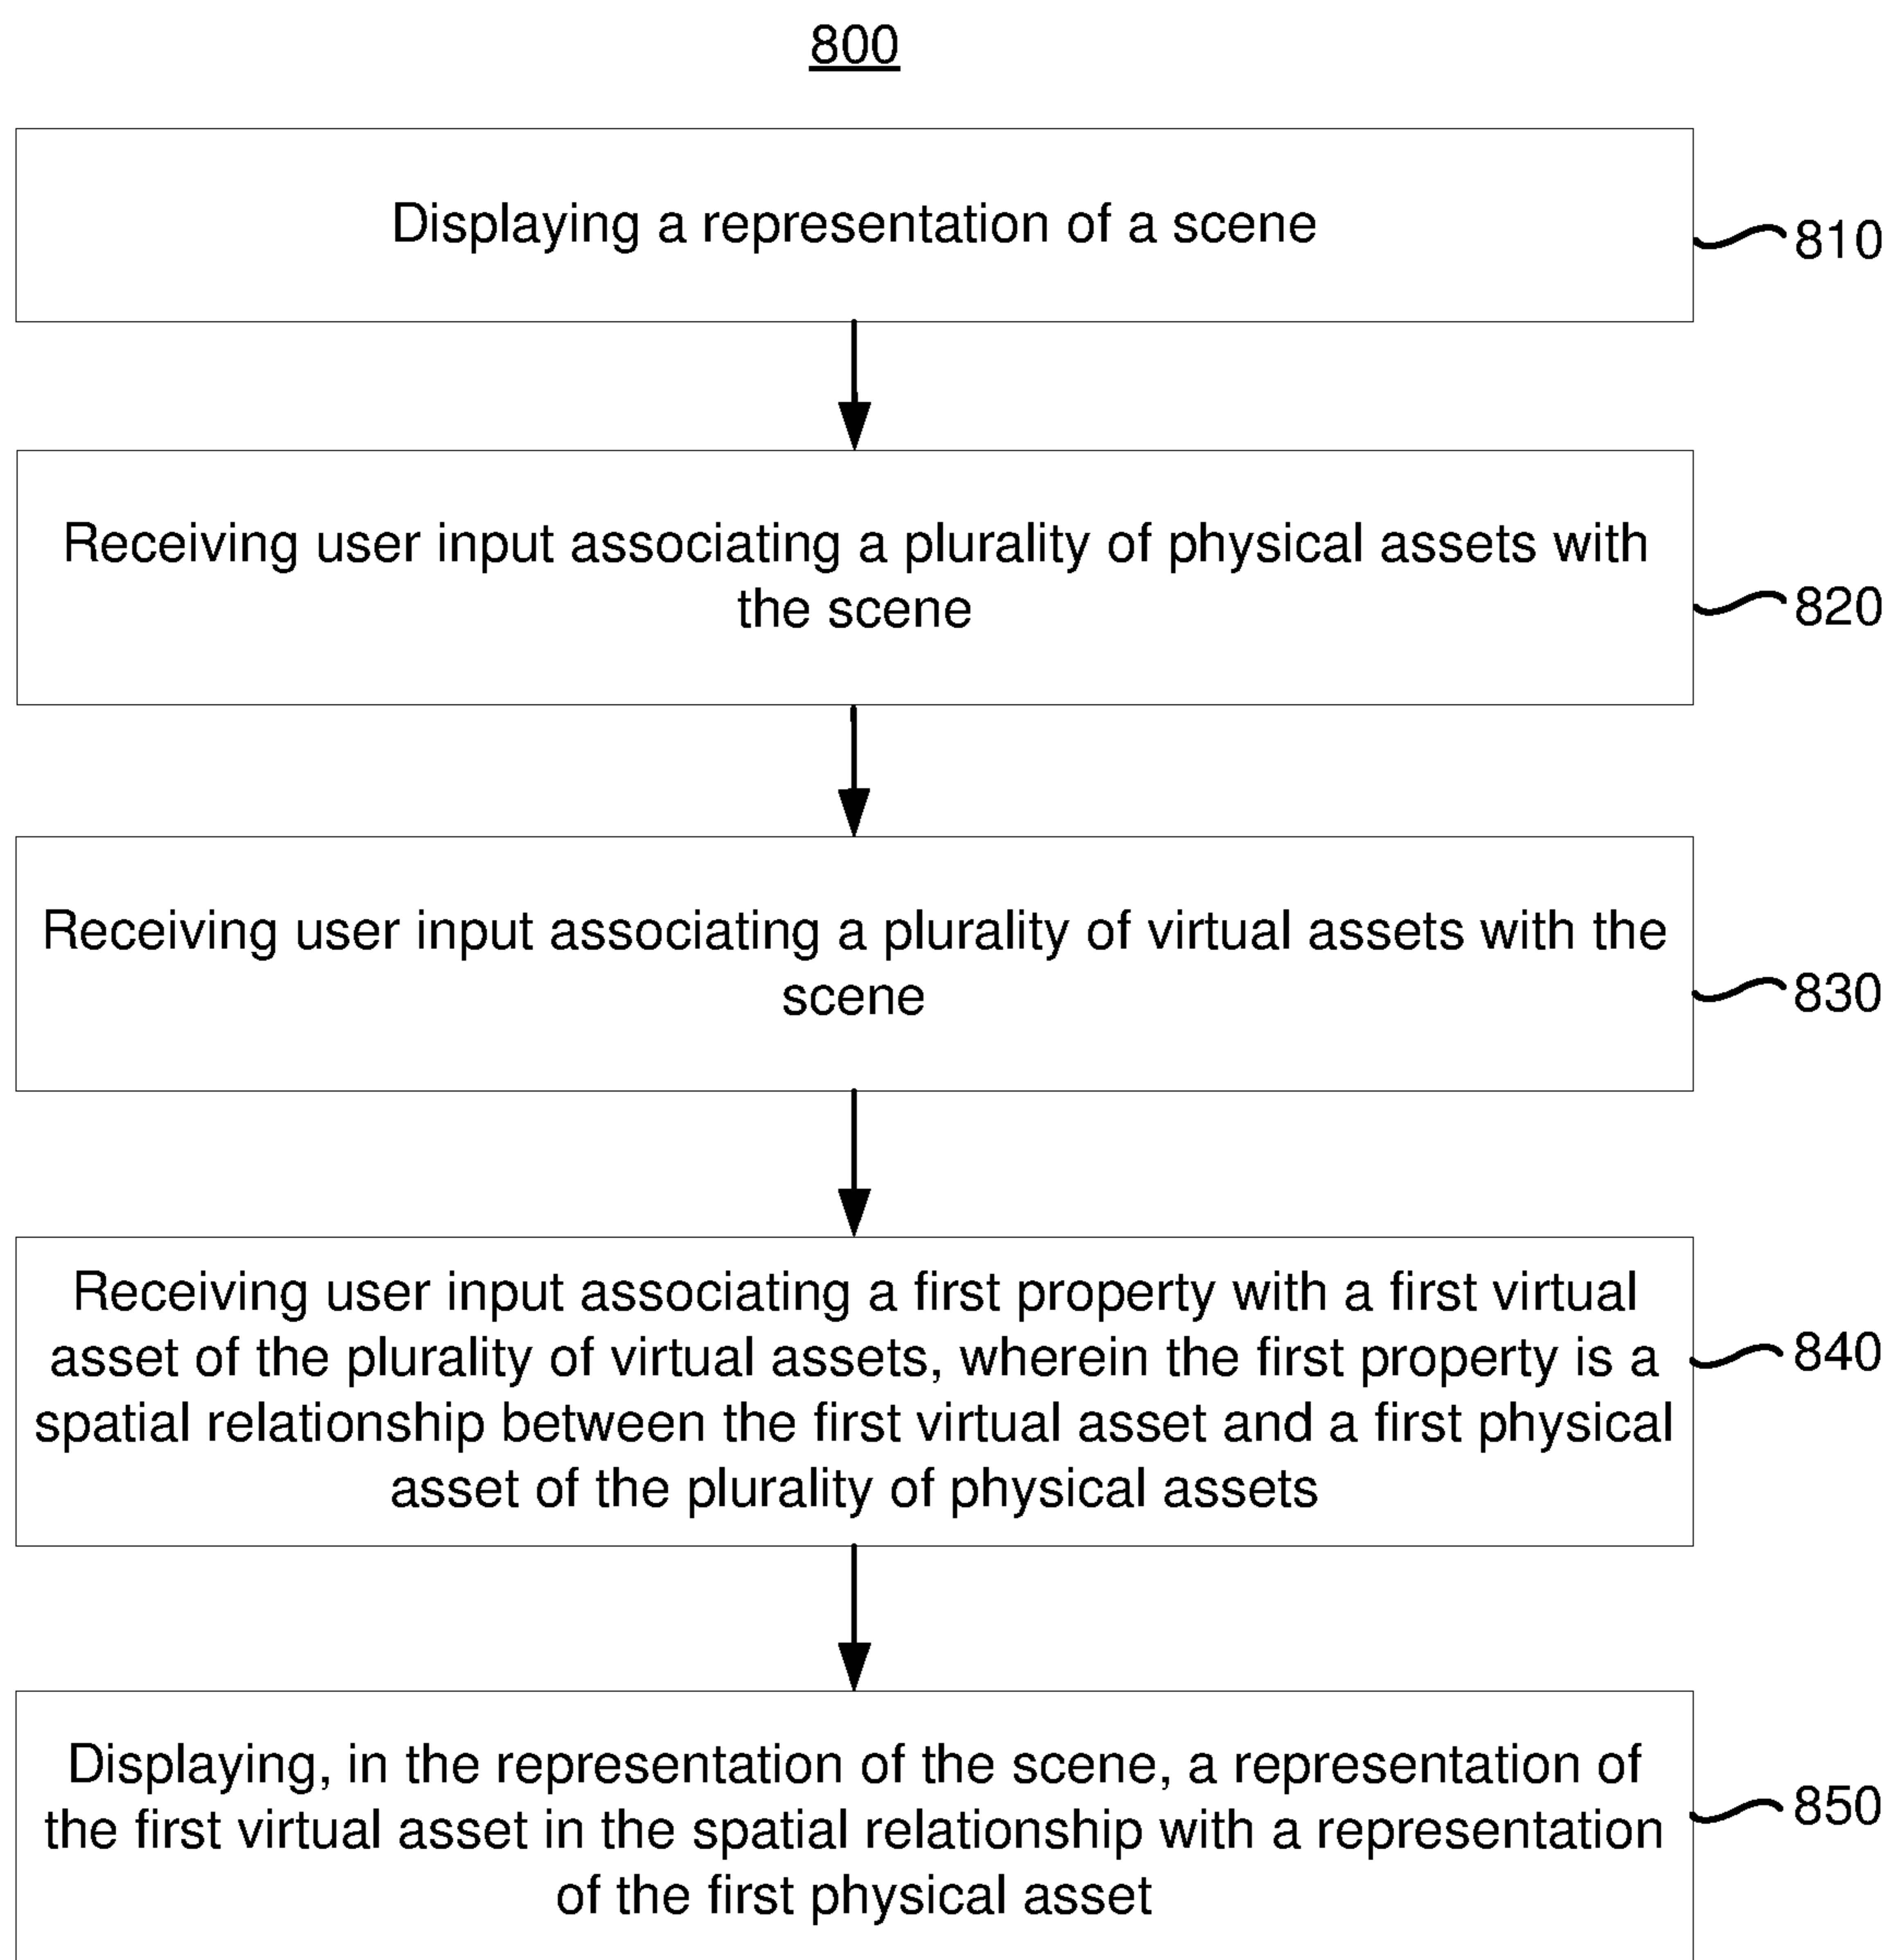 800
Displaying a representation of a scene
810
Receiving user input associating a plurality of physical assets with
the scene
820
Receiving user input associating a plurality of virtual assets with the
scene
830
Receiving user input associating a first property with a first virtual
asset of the plurality of virtual assets, wherein the first property is a
spatial relationship between the first virtual asset and a first physical
asset of the plurality of physical assets
840
Displaying, in the representation of the scene, a representation of
the first virtual asset in the spatial relationship with a representation
of the first physical asset
850